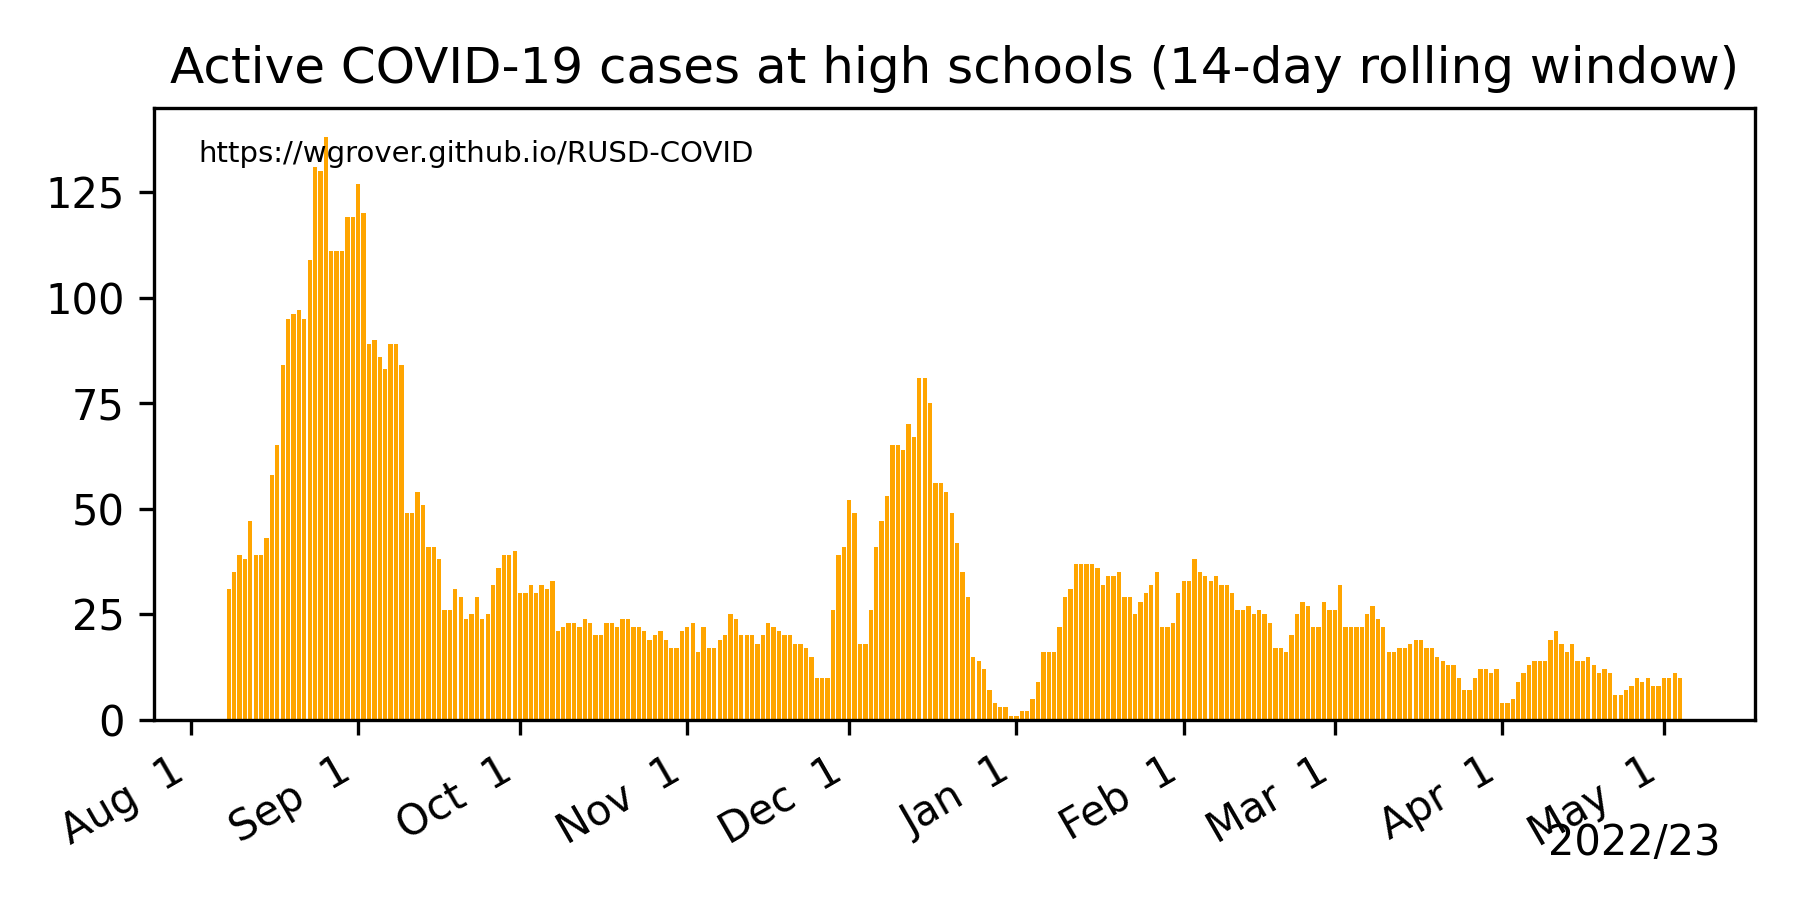 Active COVID-19 cases at high schools (14-day rolling window)
https://wgrover.github.io/RUSD-COVID
125
100
75
50
25
0
Aug 1
Sep 1
Oct 1
Nov 1
Dec 1
Jan 1
Feb 1
Mar 1
Apr 1
May 1
2022/23